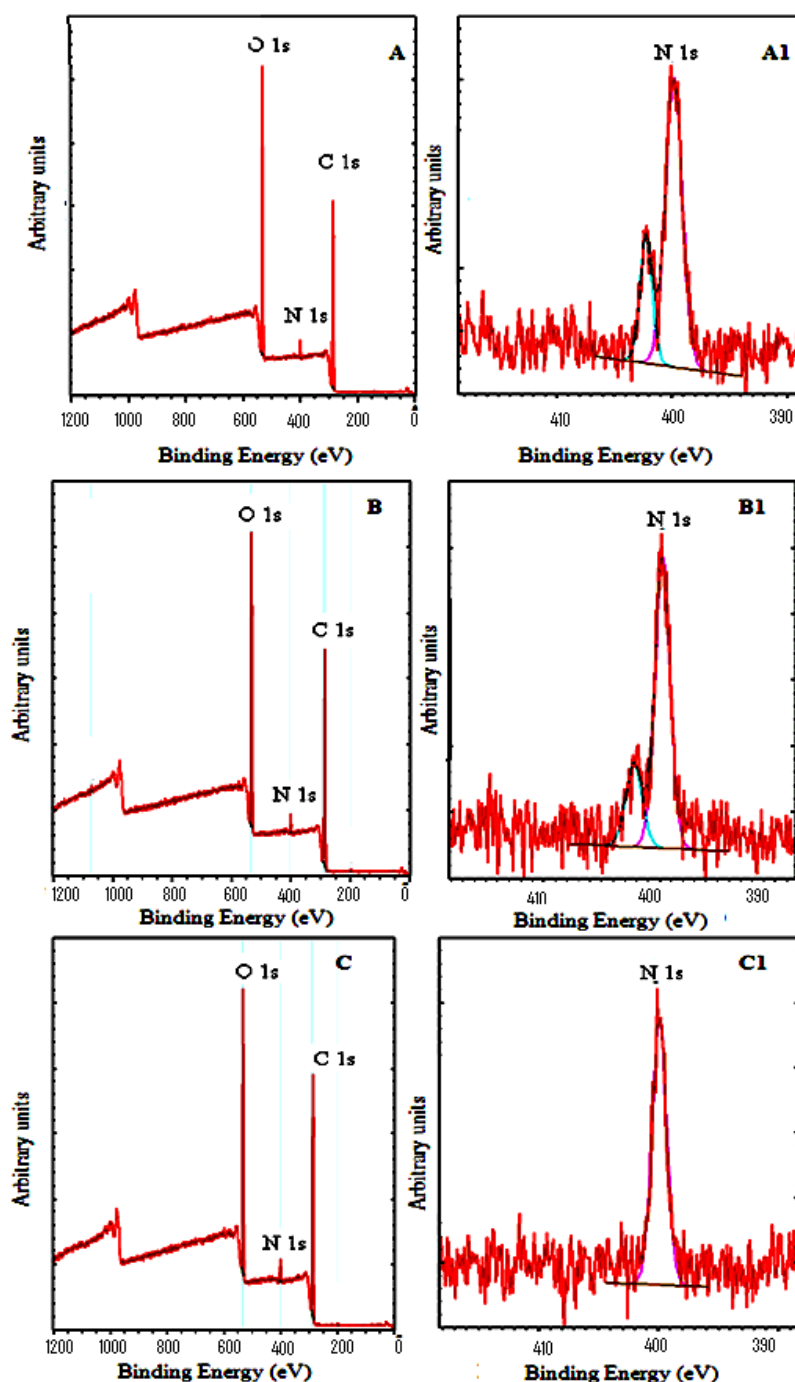 A
O 1s
C 1s
N 1s
Arbitrary units
1200 1000 800 600 400 200 0
Binding Energy (eV)
A1
N 1s
Arbitrary units
410 400 390
Binding Energy (eV)
B
O 1s
C 1s
N 1s
Arbitrary units
1200 1000 800 600 400 200 0
Binding Energy (eV)
B1
N 1s
Arbitrary units
410 400 390
Binding Energy (eV)
C
O 1s
C 1s
N 1s
Arbitrary units
1200 1000 800 600 400 200 0
Binding Energy (eV)
C1
N 1s
Arbitrary units
410 400 390
Binding Energy (eV)